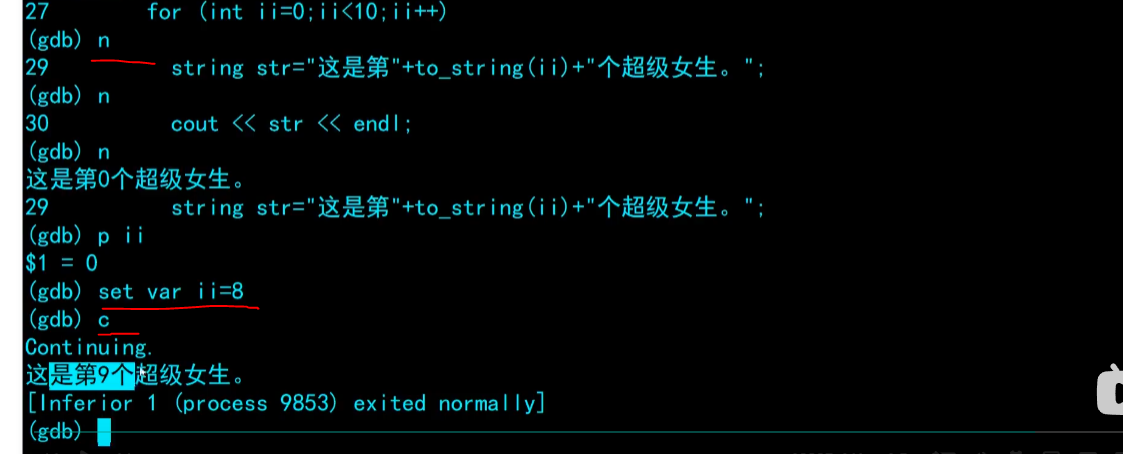 27        for (int ii=0;ii<10;ii++)
(gdb) n
29          string str="这是第"+to_string(ii)+"个超级女生。";
(gdb) n
30          cout << str << endl;
(gdb) n
这是第0个超级女生。
29          string str="这是第"+to_string(ii)+"个超级女生。";
(gdb) p ii
$1 = 0
(gdb) set var ii=8
(gdb) c
Continuing.
这是第9个超级女生。
[Inferior 1 (process 9853) exited normally]
(gdb)